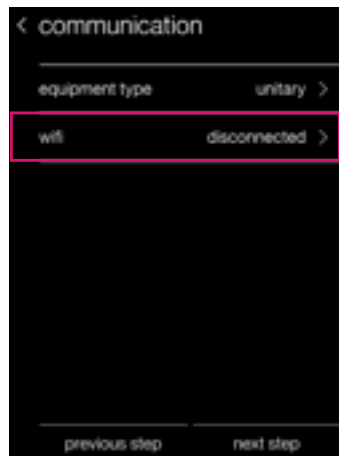 < communication
equipment type unitary >
wifi disconnected >
previous step next step